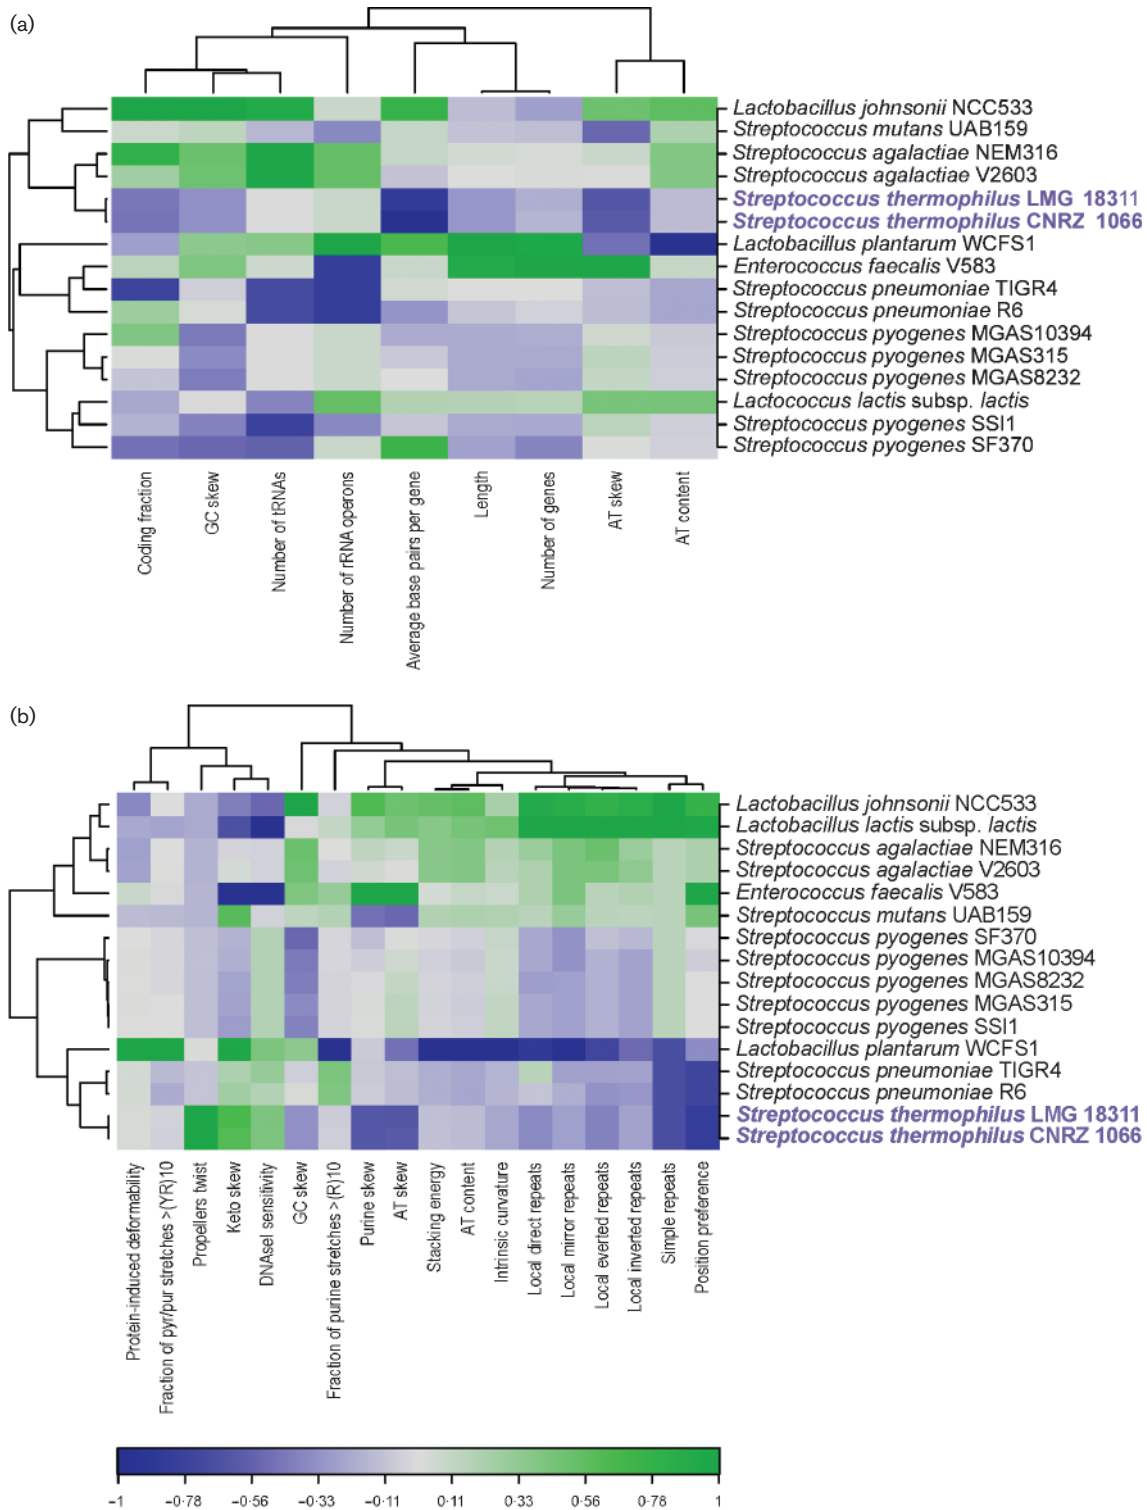 (a)
Lactobacillus johnsonii NCC533
Streptococcus mutans UAB159
Streptococcus agalactiae NEM316
Streptococcus agalactiae V2603
Streptococcus thermophilus LMG 18311
Streptococcus thermophilus CNRZ 1066
Lactobacillus plantarum WCFS1
Enterococcus faecalis V583
Streptococcus pneumoniae TIGR4
Streptococcus pneumoniae R6
Streptococcus pyogenes MGAS10394
Streptococcus pyogenes MGAS315
Streptococcus pyogenes MGAS8232
Lactococcus lactis subsp. lactis
Streptococcus pyogenes SSI1
Streptococcus pyogenes SF370
Coding fraction
GC skew
Number of tRNAs
Number of rRNA operons
Average base pairs per gene
Length
Number of genes
AT skew
AT content
(b)
Lactobacillus johnsonii NCC533
Lactobacillus lactis subsp. lactis
Streptococcus agalactiae NEM316
Streptococcus agalactiae V2603
Enterococcus faecalis V583
Streptococcus mutans UAB159
Streptococcus pyogenes SF370
Streptococcus pyogenes MGAS10394
Streptococcus pyogenes MGAS8232
Streptococcus pyogenes MGAS315
Streptococcus pyogenes SSI1
Lactobacillus plantarum WCFS1
Streptococcus pneumoniae TIGR4
Streptococcus pneumoniae R6
Streptococcus thermophilus LMG 18311
Streptococcus thermophilus CNRZ 1066
Protein-induced deformability
Fraction of pyr/pur stretches >(YR)10
Propellers twist
Keto skew
DNAseI sensitivity
GC skew
Fraction of purine stretches >(R)10
Purine skew
AT skew
Stacking energy
AT content
Intrinsic curvature
Local direct repeats
Local mirror repeats
Local everted repeats
Local inverted repeats
Simple repeats
Position preference
−1 −0·78 −0·56 −0·33 −0·11 0·11 0·33 0·56 0·78 1